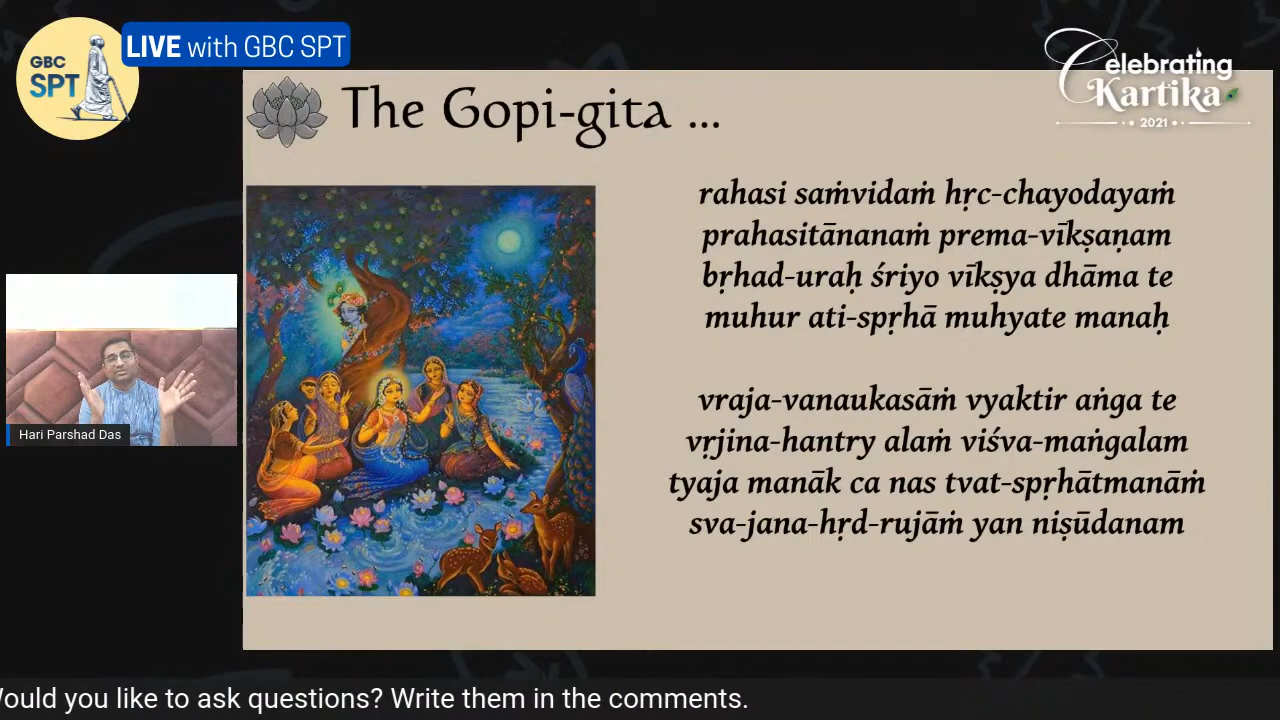 GBC
SPT
LIVE with GBC SPT
Celebrating
Kartika
2021
The Gopi-gita ...
rahasi saṁvidaṁ hṛc-chayodayaṁ
prahasitānanaṁ prema-vīkṣaṇam
bṛhad-uraḥ śriyo vīkṣya dhāma te
muhur ati-spṛhā muhyate manaḥ
vraja-vanaukasāṁ vyaktir aṅga te
vṛjina-hantry alaṁ viśva-maṅgalam
tyaja manāk ca nas tvat-spṛhātmanāṁ
sva-jana-hṛd-rujāṁ yan niṣūdanam
Hari Parshad Das
ould you like to ask questions? Write them in the comments.